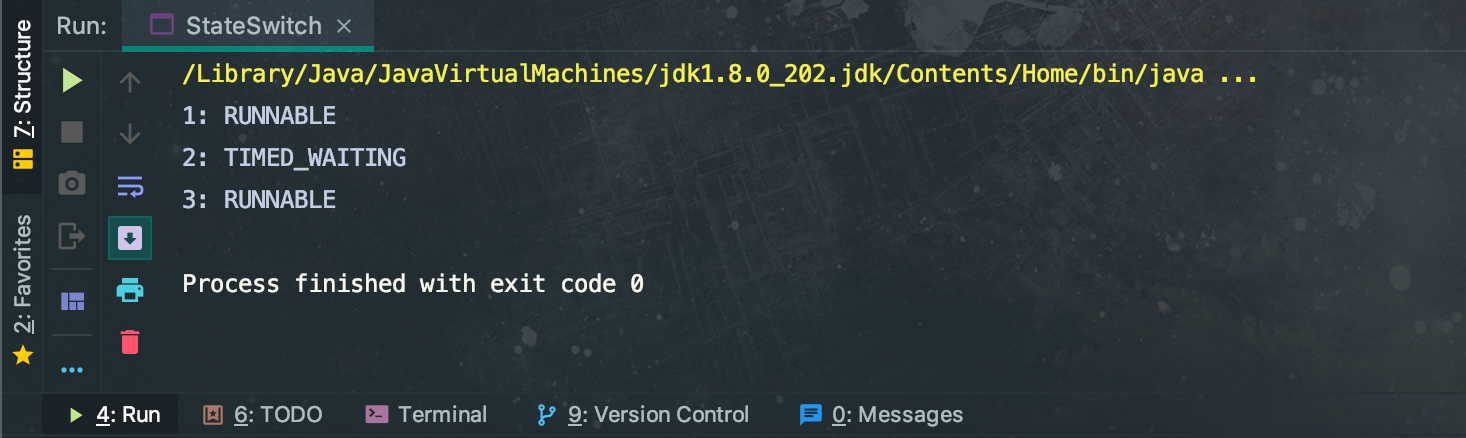 Run: StateSwitch
7: Structure
2: Favorites
/Library/Java/JavaVirtualMachines/jdk1.8.0_202.jdk/Contents/Home/bin/java ...
1: RUNNABLE
2: TIMED_WAITING
3: RUNNABLE
Process finished with exit code 0
4: Run 6: TODO Terminal 9: Version Control 0: Messages